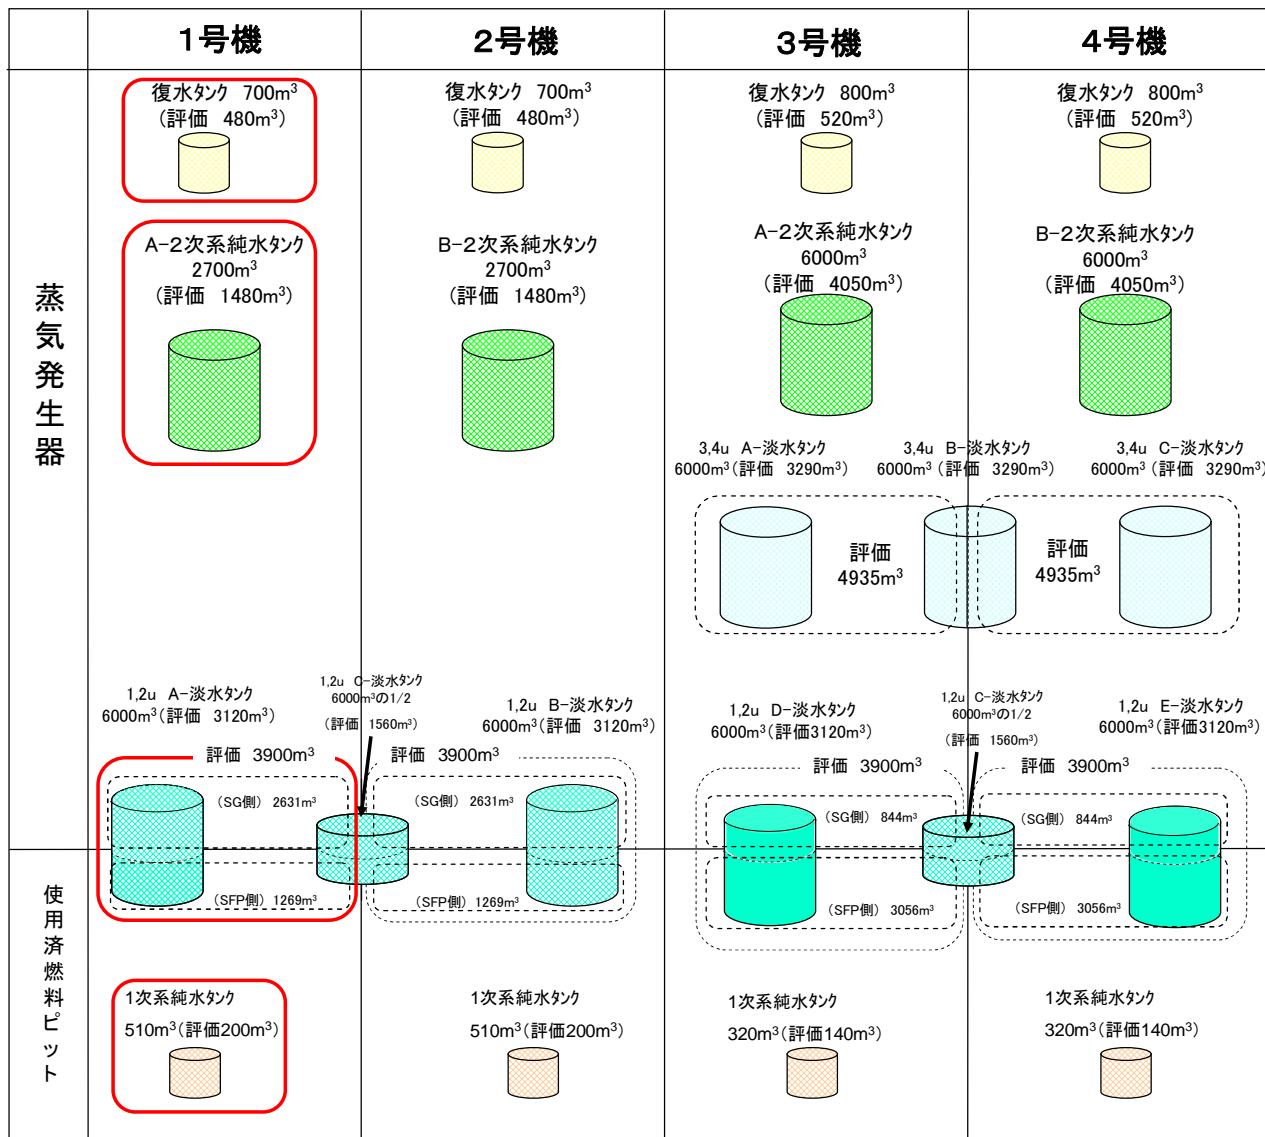 1号機
2号機
3号機
4号機
蒸気発生器
復水タンク 700m³
(評価 480m³)
復水タンク 700m³
(評価 480m³)
復水タンク 800m³
(評価 520m³)
復水タンク 800m³
(評価 520m³)
A-2次系純水タンク
2700m³
(評価 1480m³)
B-2次系純水タンク
2700m³
(評価 1480m³)
A-2次系純水タンク
6000m³
(評価 4050m³)
B-2次系純水タンク
6000m³
(評価 4050m³)
3,4u A-淡水タンク
6000m³(評価 3290m³)
3,4u B-淡水タンク
6000m³(評価 3290m³)
3,4u C-淡水タンク
6000m³(評価 3290m³)
評価
4935m³
評価
4935m³
1,2u A-淡水タンク
6000m³(評価 3120m³)
1,2u C-淡水タンク
6000m³の1/2
(評価 1560m³)
1,2u B-淡水タンク
6000m³(評価 3120m³)
1,2u D-淡水タンク
6000m³(評価3120m³)
1,2u C-淡水タンク
6000m³の1/2
(評価 1560m³)
1,2u E-淡水タンク
6000m³(評価3120m³)
評価 3900m³
評価 3900m³
評価 3900m³
評価 3900m³
(SG側) 2631m³
(SG側) 2631m³
(SG側) 844m³
(SG側) 844m³
使用済燃料ピット
(SFP側) 1269m³
(SFP側) 1269m³
(SFP側) 3056m³
(SFP側) 3056m³
1次系純水タンク
510m³(評価200m³)
1次系純水タンク
510m³(評価200m³)
1次系純水タンク
320m³(評価140m³)
1次系純水タンク
320m³(評価140m³)